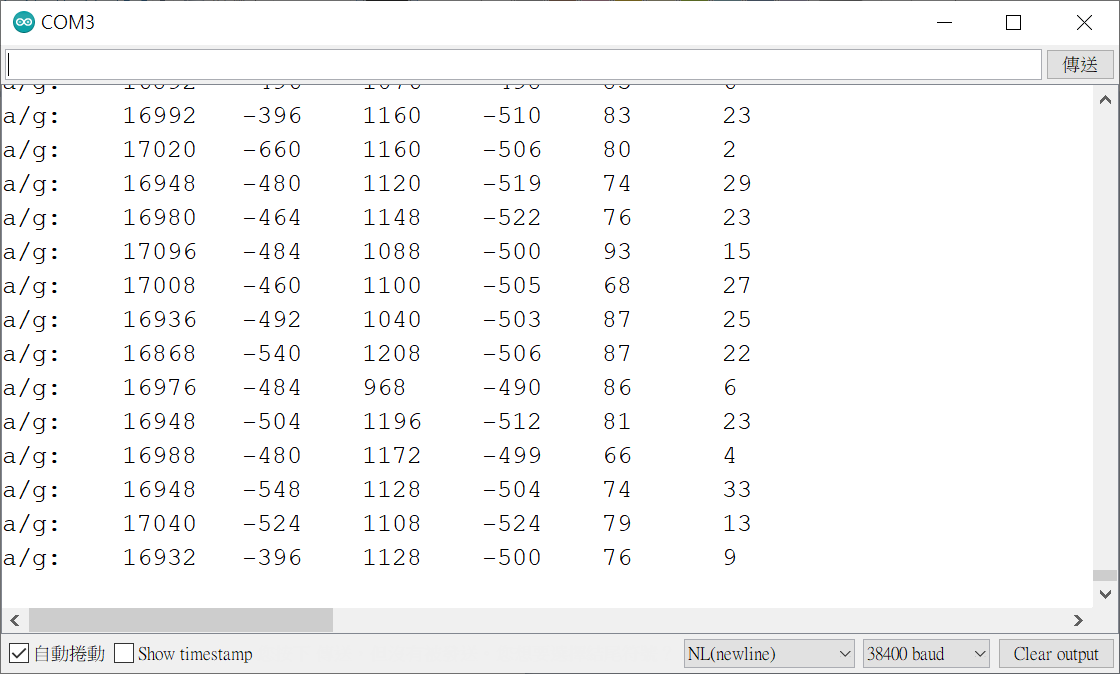 COM3
傳送
a/g: 16992 -396 1160 -510 83 23
a/g: 17020 -660 1160 -506 80 2
a/g: 16948 -480 1120 -519 74 29
a/g: 16980 -464 1148 -522 76 23
a/g: 17096 -484 1088 -500 93 15
a/g: 17008 -460 1100 -505 68 27
a/g: 16936 -492 1040 -503 87 25
a/g: 16868 -540 1208 -506 87 22
a/g: 16976 -484 968 -490 86 6
a/g: 16948 -504 1196 -512 81 23
a/g: 16988 -480 1172 -499 66 4
a/g: 16948 -548 1128 -504 74 33
a/g: 17040 -524 1108 -524 79 13
a/g: 16932 -396 1128 -500 76 9
自動捲動 Show timestamp NL(newline) 38400 baud Clear output